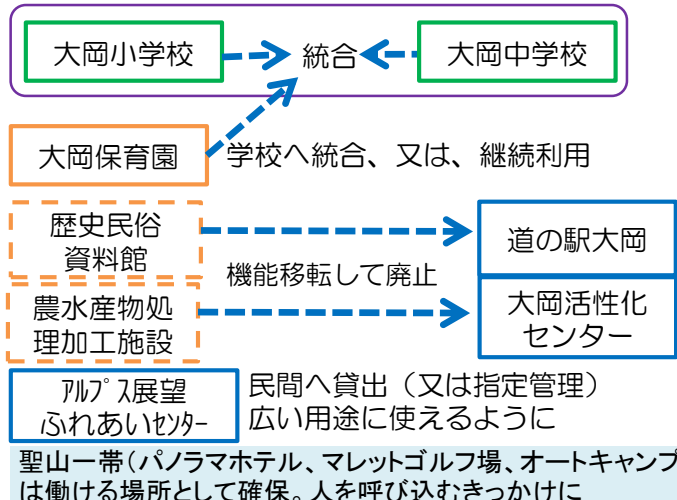 大岡小学校 統合 大岡中学校
大岡保育園 学校へ統合、又は、継続利用
歴史民俗
資料館
道の駅大岡
機能移転して廃止
農水産物処
理加工施設
大岡活性化
センター
ｱﾙﾌﾟｽ展望
ふれあいｾﾝﾀｰ
民間へ貸出（又は指定管理）
広い用途に使えるように
聖山一帯（パノラマホテル、マレットゴルフ場、オートキャンプ
は働ける場所として確保。人を呼び込むきっかけに